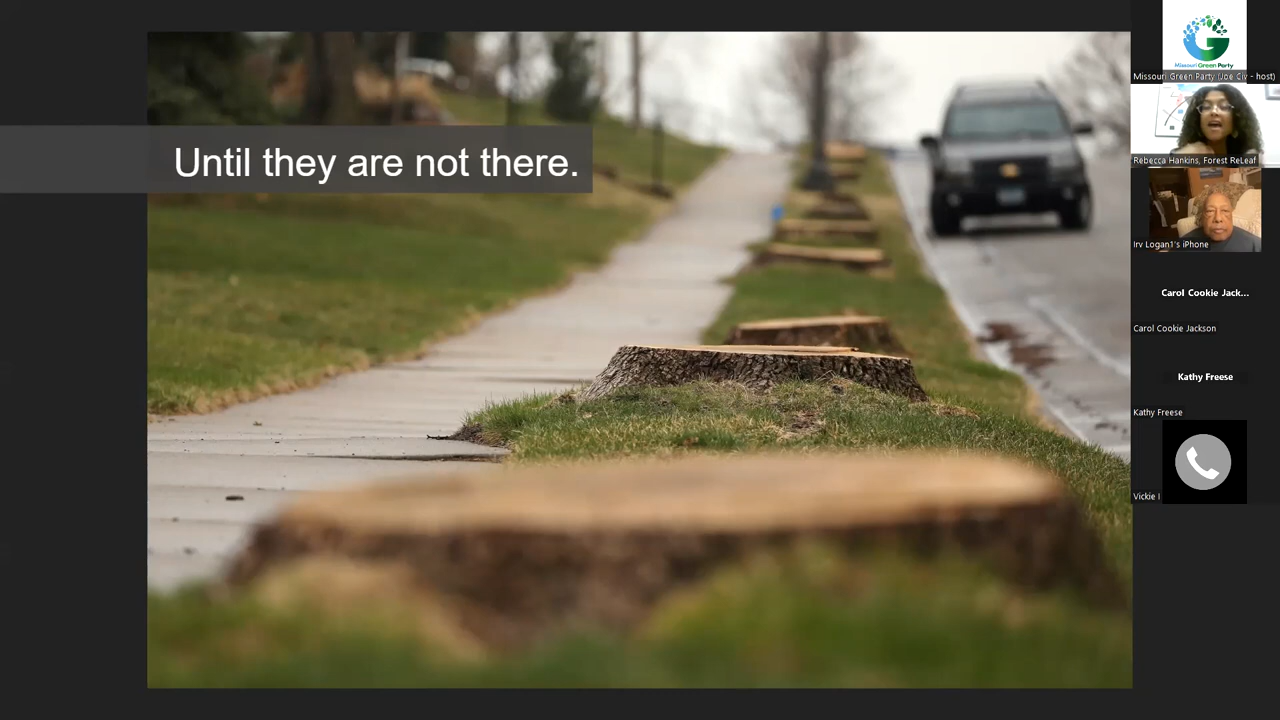 Until they are not there.
G
Missouri Green Party
Missouri Green Party (Joe Civ - host)
Rebecca Hankins, Forest ReLeaf
Irv Logan1's iPhone
Carol Cookie Jack...
Carol Cookie Jackson
Kathy Freese
Kathy Freese
Vickie I